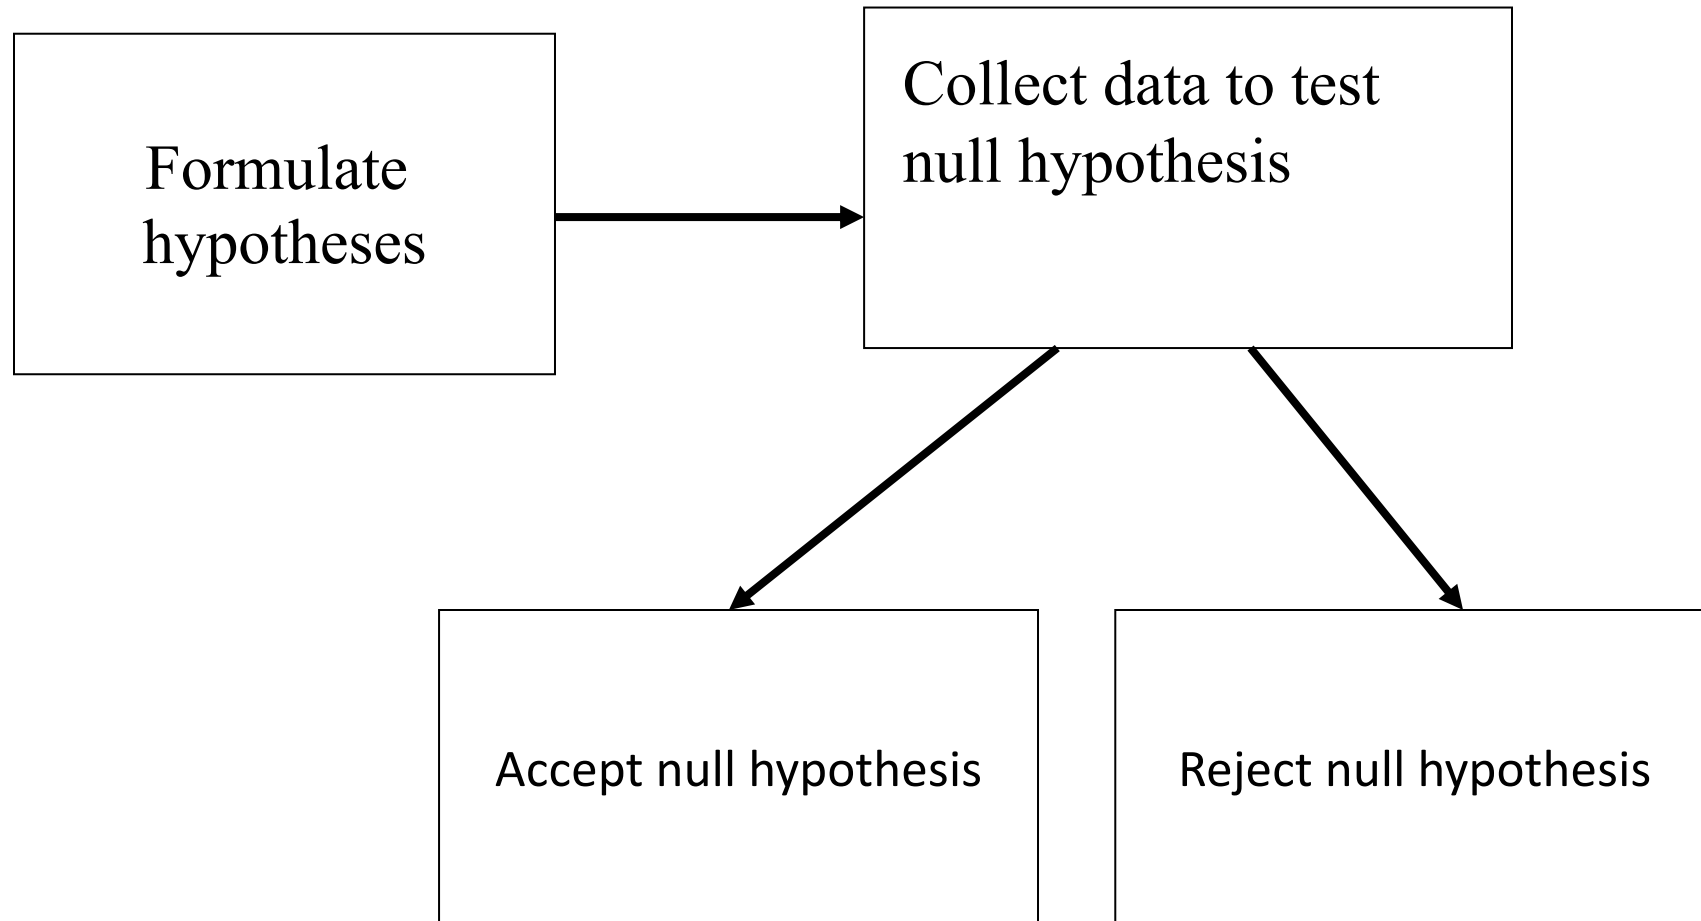 Formulate
hypotheses
Collect data to test
null hypothesis
Accept null hypothesis
Reject null hypothesis